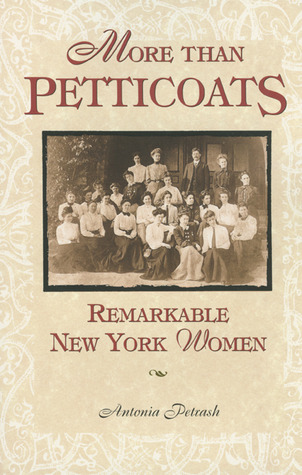 More than
Petticoats
Remarkable
New York Women
Antonia Petrash